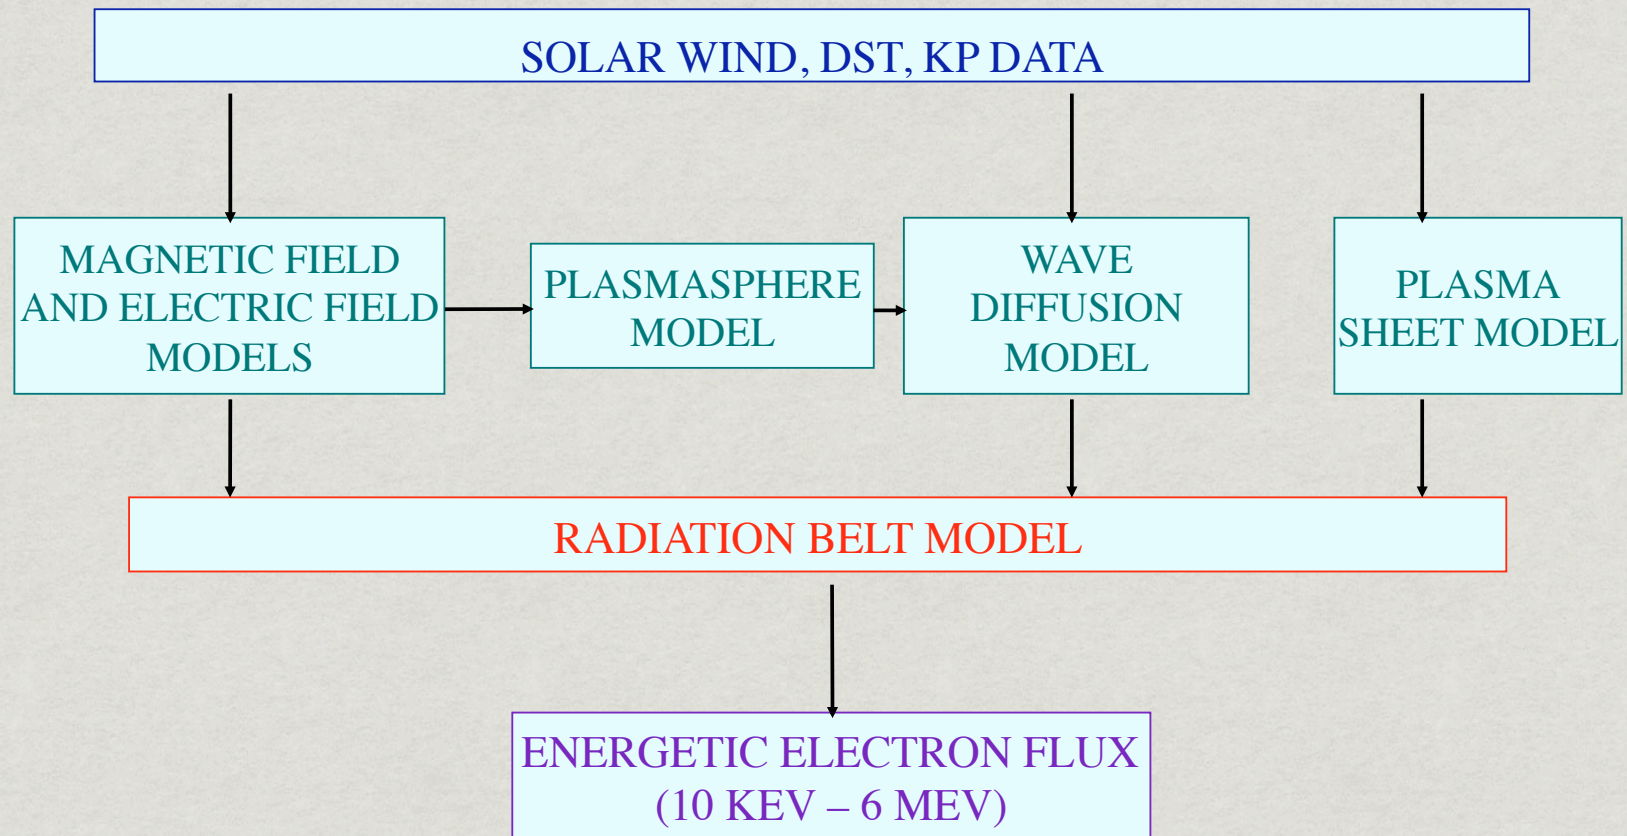 SOLAR WIND, DST, KP DATA
MAGNETIC FIELD
AND ELECTRIC FIELD
MODELS
PLASMASPHERE
MODEL
WAVE
DIFFUSION
MODEL
PLASMA
SHEET MODEL
RADIATION BELT MODEL
ENERGETIC ELECTRON FLUX
(10 KEV – 6 MEV)